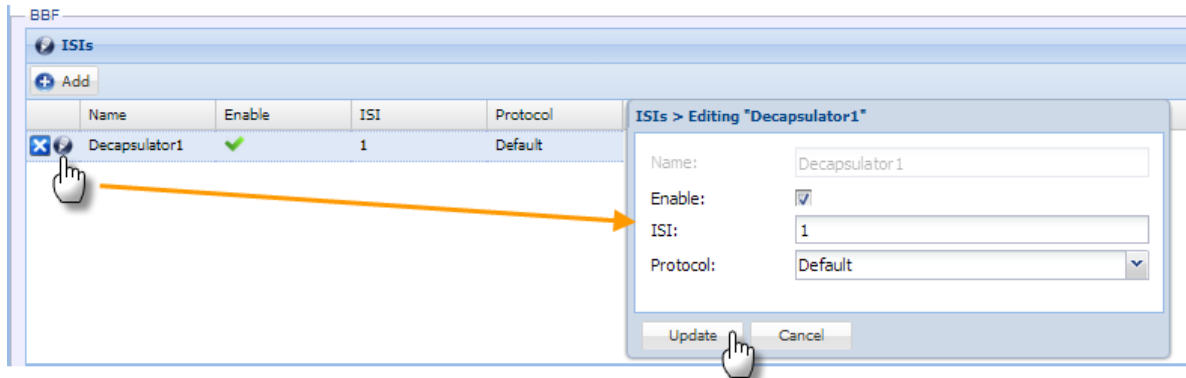 BBF
ISIs
Add
Name Enable ISI Protocol
Decapsulator1 1 Default
ISIs > Editing "Decapsulator1"
Name: Decapsulator1
Enable:
ISI: 1
Protocol: Default
Update Cancel